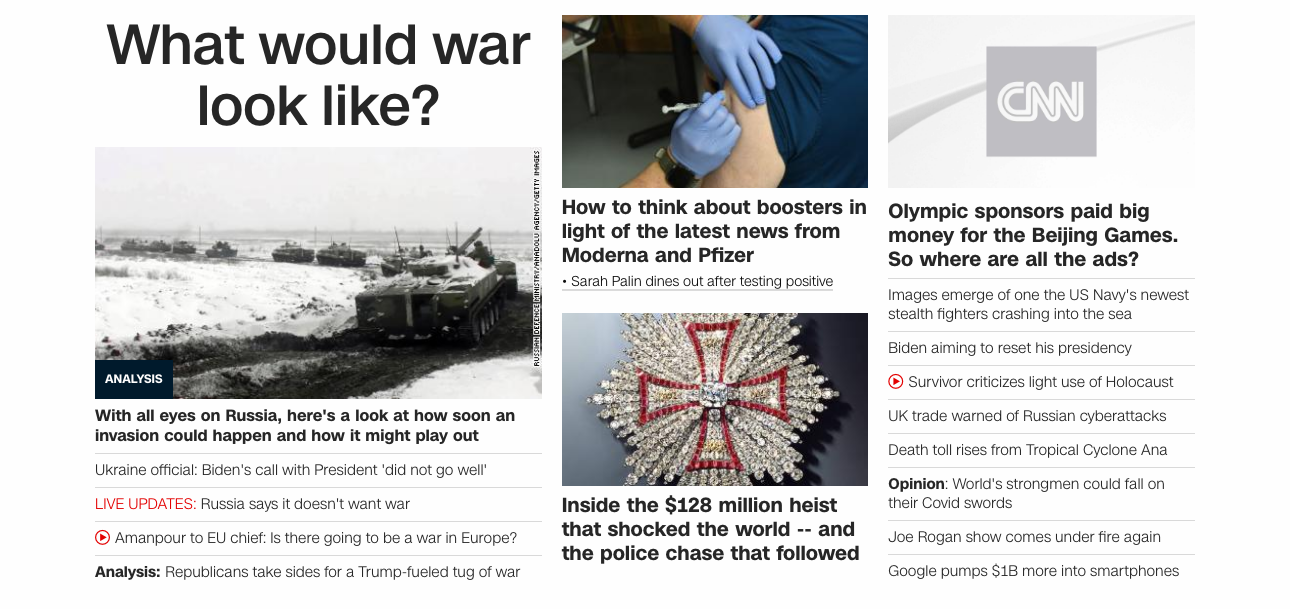 What would war
look like?
RUSSIAN DEFENCE MINISTRY/ANADOLU AGENCY/GETTY IMAGES
ANALYSIS
With all eyes on Russia, here's a look at how soon an
invasion could happen and how it might play out
Ukraine official: Biden's call with President 'did not go well'
LIVE UPDATES: Russia says it doesn't want war
Amanpour to EU chief: Is there going to be a war in Europe?
Analysis: Republicans take sides for a Trump-fueled tug of war
How to think about boosters in
light of the latest news from
Moderna and Pfizer
• Sarah Palin dines out after testing positive
Inside the $128 million heist
that shocked the world -- and
the police chase that followed
CNN
Olympic sponsors paid big
money for the Beijing Games.
So where are all the ads?
Images emerge of one the US Navy's newest
stealth fighters crashing into the sea
Biden aiming to reset his presidency
Survivor criticizes light use of Holocaust
UK trade warned of Russian cyberattacks
Death toll rises from Tropical Cyclone Ana
Opinion: World's strongmen could fall on
their Covid swords
Joe Rogan show comes under fire again
Google pumps $1B more into smartphones